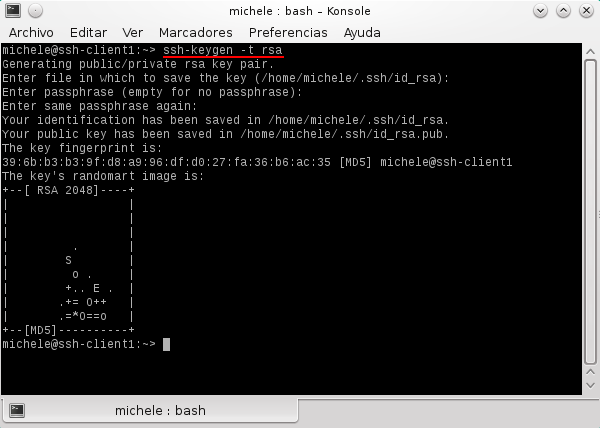 michele : bash – Konsole
Archivo Editar Ver Marcadores Preferencias Ayuda
michele@ssh-client1:~> ssh-keygen -t rsa
Generating public/private rsa key pair.
Enter file in which to save the key (/home/michele/.ssh/id_rsa):
Enter passphrase (empty for no passphrase):
Enter same passphrase again:
Your identification has been saved in /home/michele/.ssh/id_rsa.
Your public key has been saved in /home/michele/.ssh/id_rsa.pub.
The key fingerprint is:
39:6b:b3:b3:9f:d8:a9:96:df:d0:27:fa:36:b6:ac:35 [MD5] michele@ssh-client1
The key's randomart image is:
+--[ RSA 2048]----+
|                 |
|                 |
|                 |
|         .       |
|        S        |
|         o .     |
|        +.. E .  |
|       .+= O++   |
|       .=*O==o   |
+--[MD5]----------+
michele@ssh-client1:~>
michele : bash